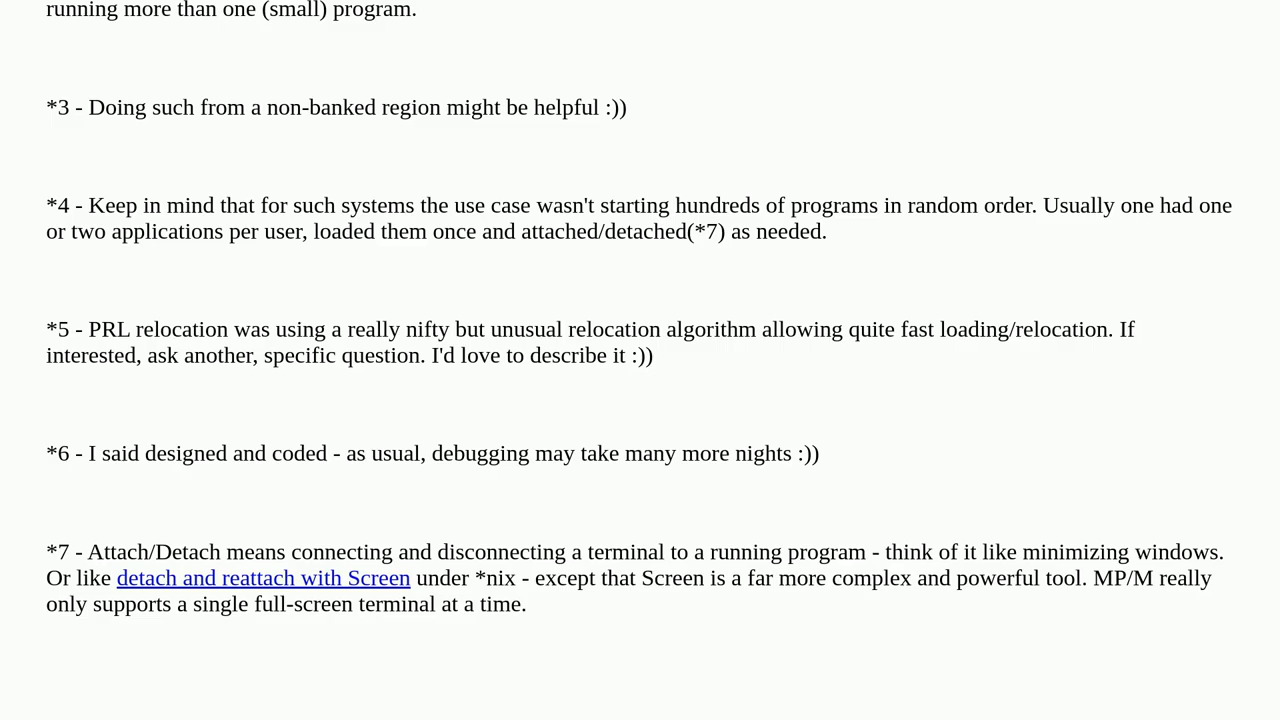 running more than one (small) program.
*3 - Doing such from a non-banked region might be helpful :))
*4 - Keep in mind that for such systems the use case wasn't starting hundreds of programs in random order. Usually one had one
or two applications per user, loaded them once and attached/detached(*7) as needed.
*5 - PRL relocation was using a really nifty but unusual relocation algorithm allowing quite fast loading/relocation. If
interested, ask another, specific question. I'd love to describe it :))
*6 - I said designed and coded - as usual, debugging may take many more nights :))
*7 - Attach/Detach means connecting and disconnecting a terminal to a running program - think of it like minimizing windows.
Or like detach and reattach with Screen under *nix - except that Screen is a far more complex and powerful tool. MP/M really
only supports a single full-screen terminal at a time.